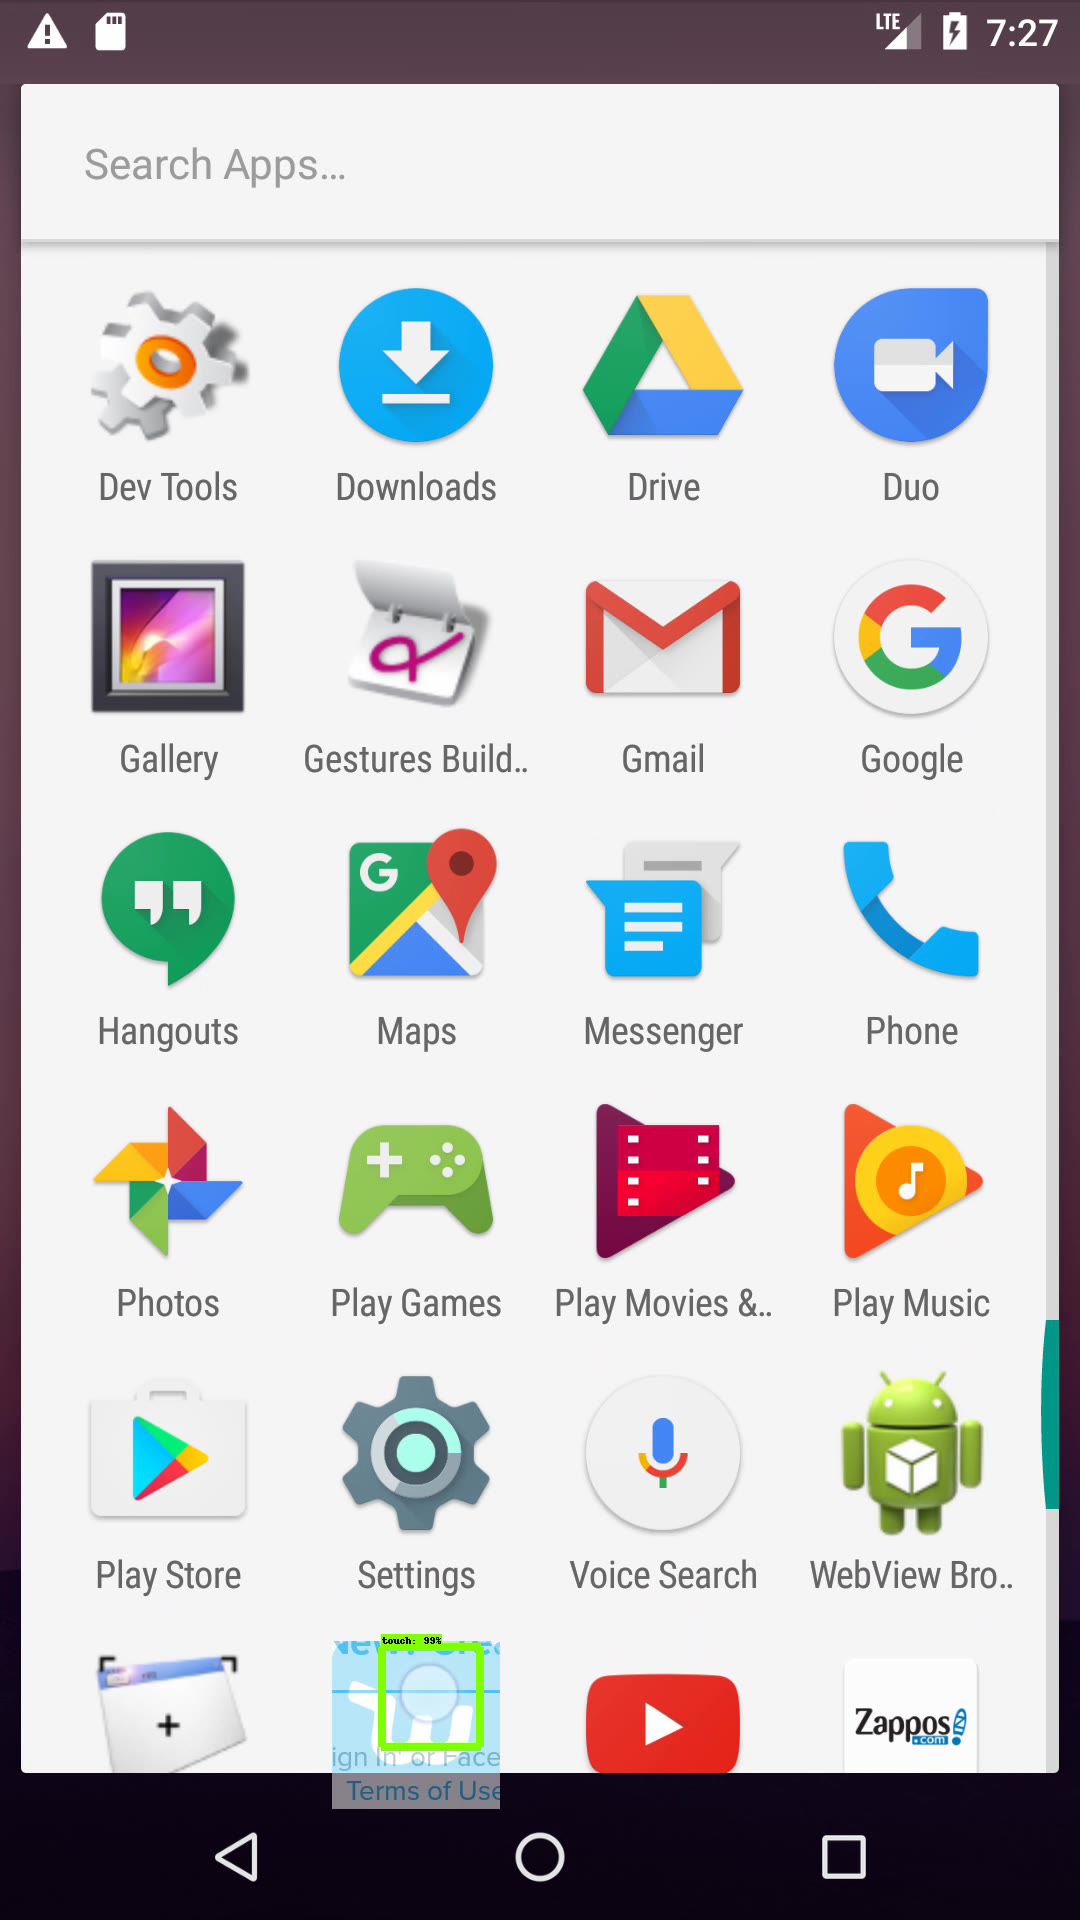 LTE 7:27
Search Apps...
Dev Tools Downloads Drive Duo
Gallery Gestures Build.. Gmail Google
Hangouts Maps Messenger Phone
Photos Play Games Play Movies &.. Play Music
Play Store Settings Voice Search WebView Bro..
touch: 99%
Zappos
.com
ign In' or Face
Terms of Use